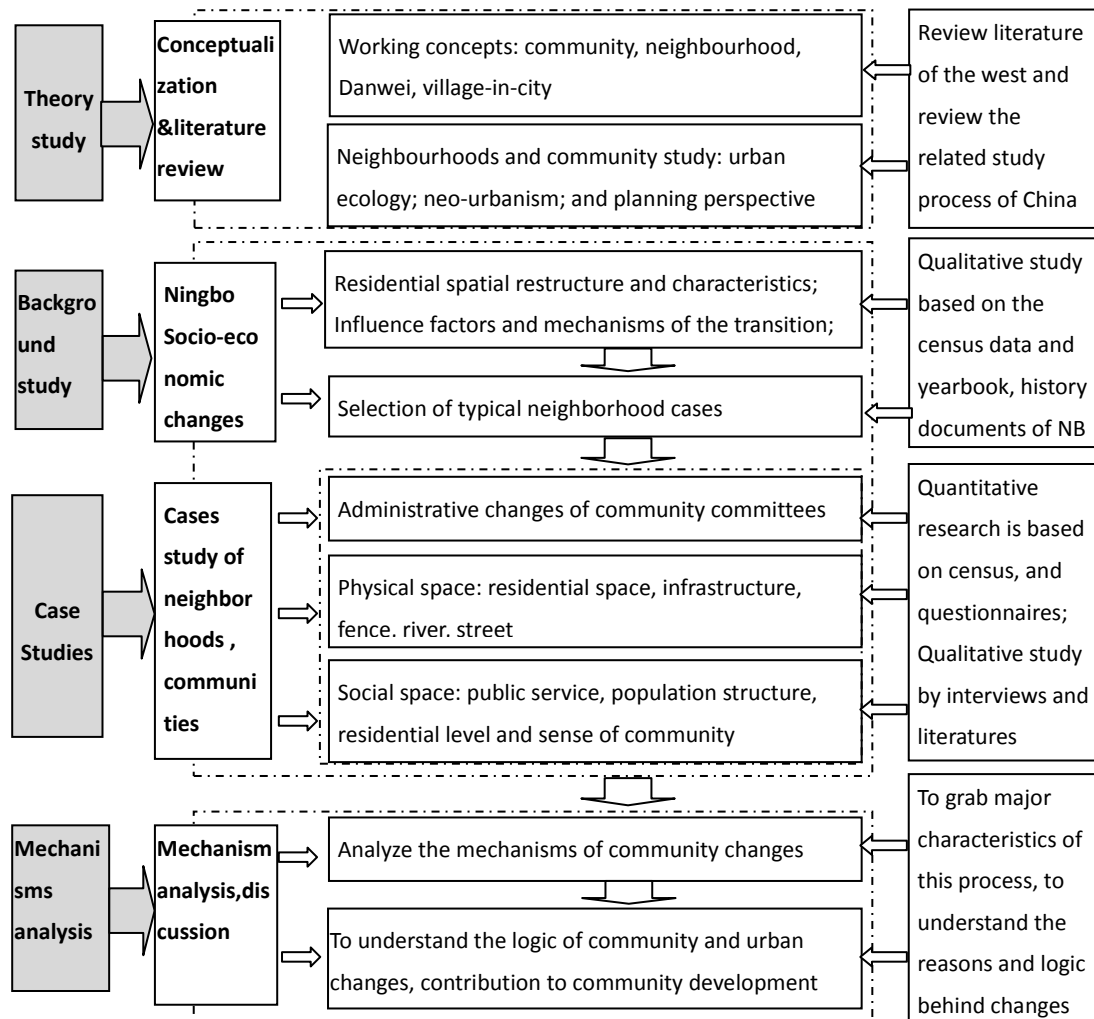 Theory
study
Conceptuali
zation
&literature
review
Working concepts: community, neighbourhood,
Danwei, village-in-city
Neighbourhoods and community study: urban
ecology; neo-urbanism; and planning perspective
Review literature
of the west and
review the
related study
process of China
Backgro
und
study
Ningbo
Socio-eco
nomic
changes
Residential spatial restructure and characteristics;
Influence factors and mechanisms of the transition;
Selection of typical neighborhood cases
Qualitative study
based on the
census data and
yearbook, history
documents of NB
Case
Studies
Cases
study of
neighbor
hoods ,
communi
ties
Administrative changes of community committees
Physical space: residential space, infrastructure,
fence. river. street
Social space: public service, population structure,
residential level and sense of community
Quantitative
research is based
on census, and
questionnaires;
Qualitative study
by interviews and
literatures
Mechani
sms
analysis
Mechanism
analysis,dis
cussion
Analyze the mechanisms of community changes
To understand the logic of community and urban
changes, contribution to community development
To grab major
characteristics of
this process, to
understand the
reasons and logic
behind changes